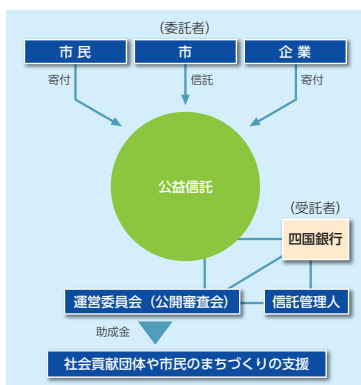 (委託者)
市民 市 企業
寄付 信託 寄付
公益信託
(受託者)
四国銀行
運営委員会（公開審査会） 信託管理人
助成金
社会貢献団体や市民のまちづくりの支援